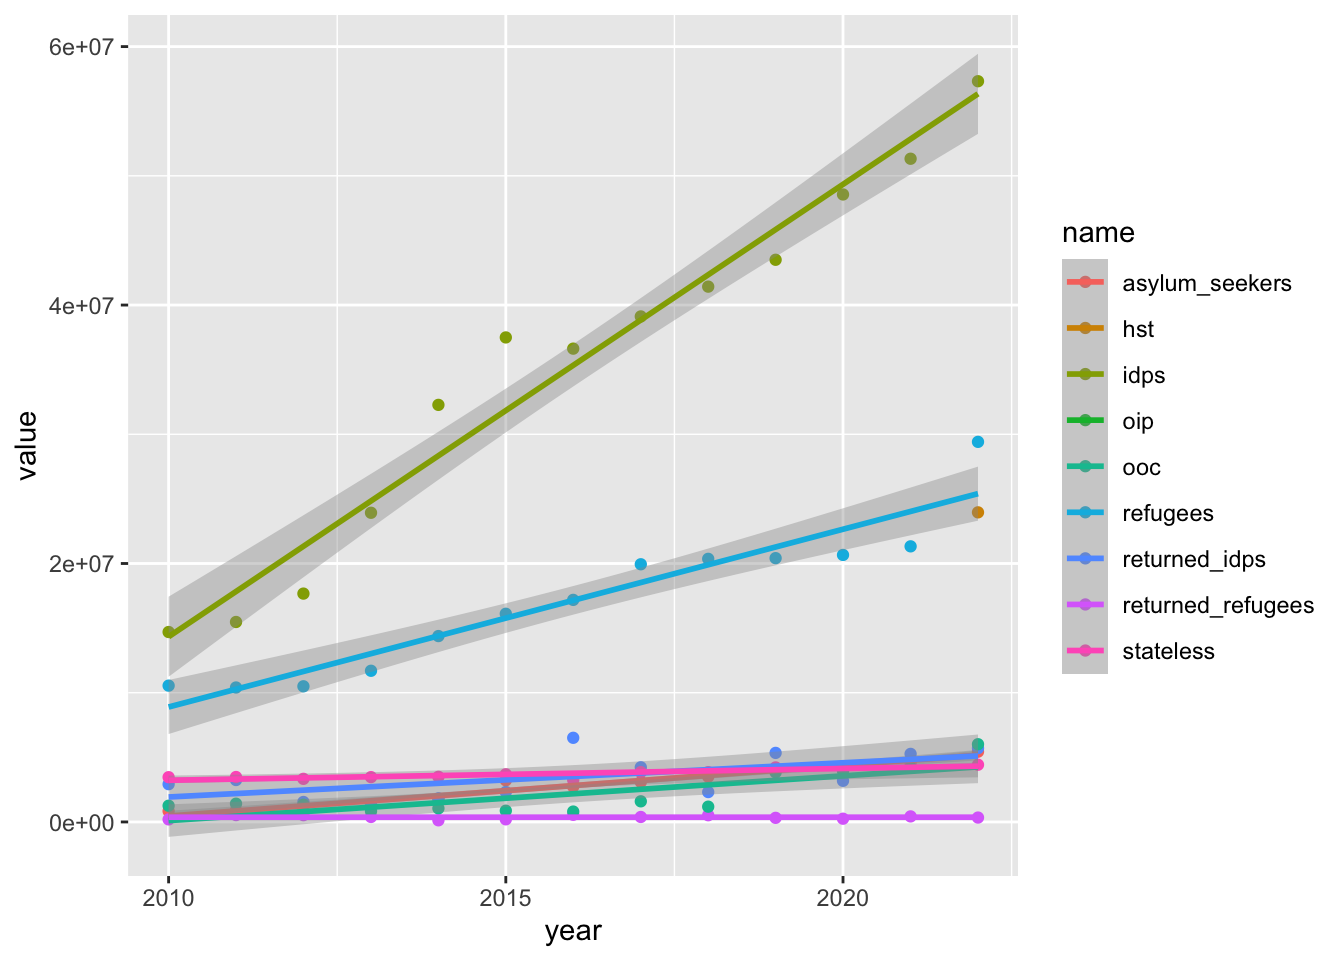 6e+07
4e+07
2e+07
0e+00
value
2010
2015
2020
year
name
asylum_seekers
hst
idps
oip
ooc
refugees
returned_idps
returned_refugees
stateless